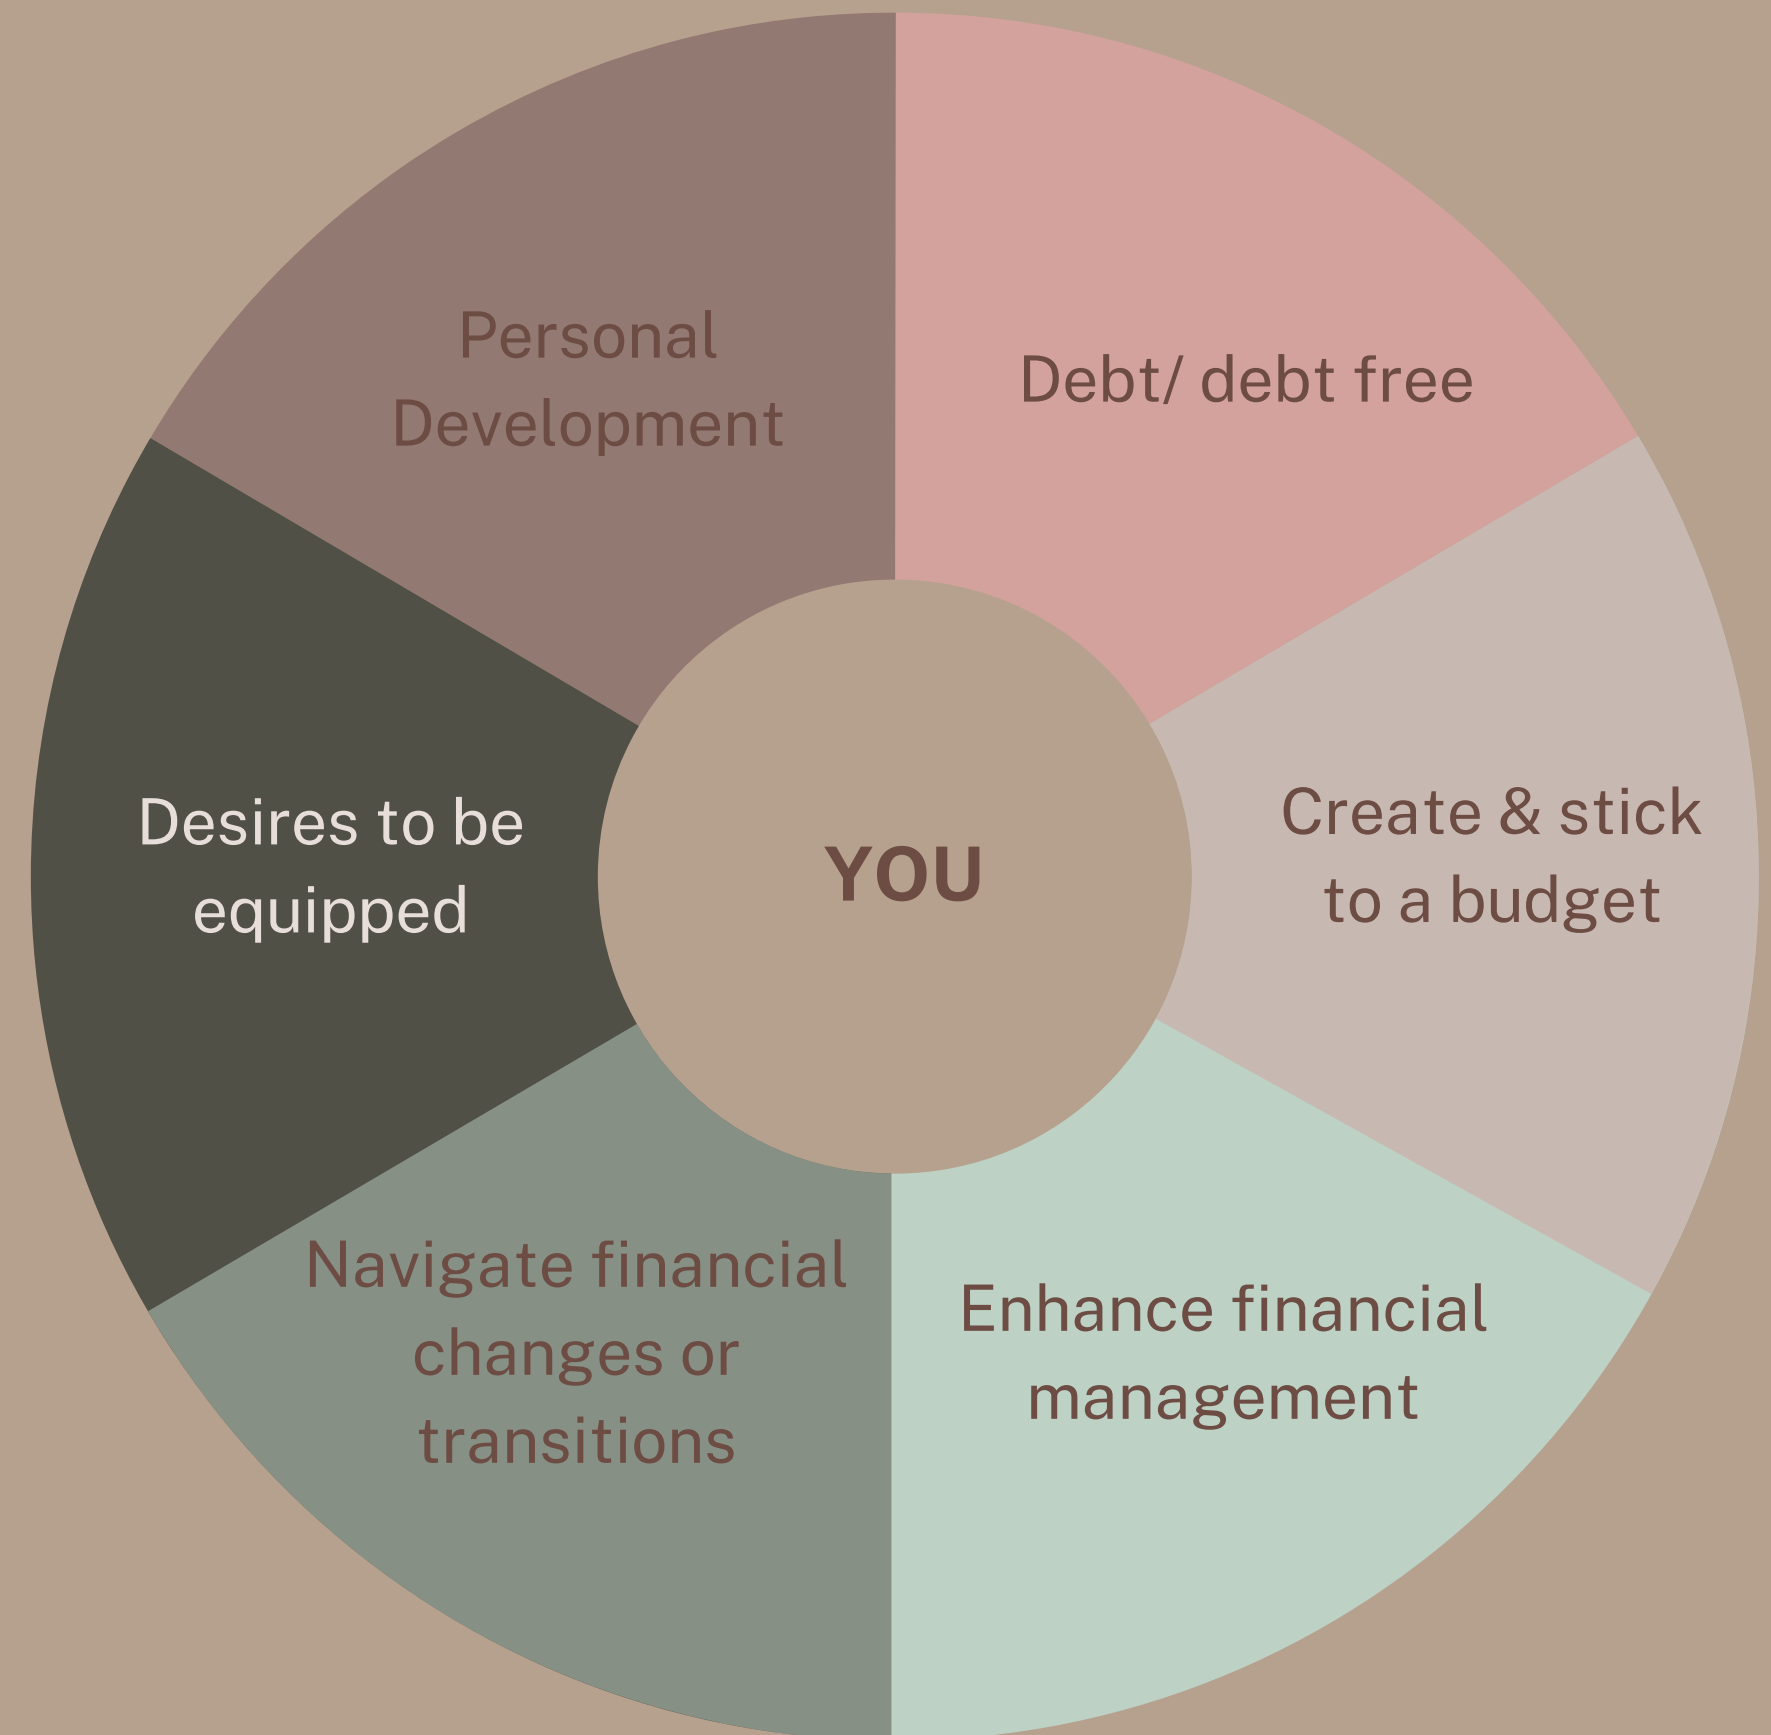 Personal
Development
Debt/ debt free
Create & stick
to a budget
Enhance financial
management
Navigate financial
changes or
transitions
Desires to be
equipped
YOU